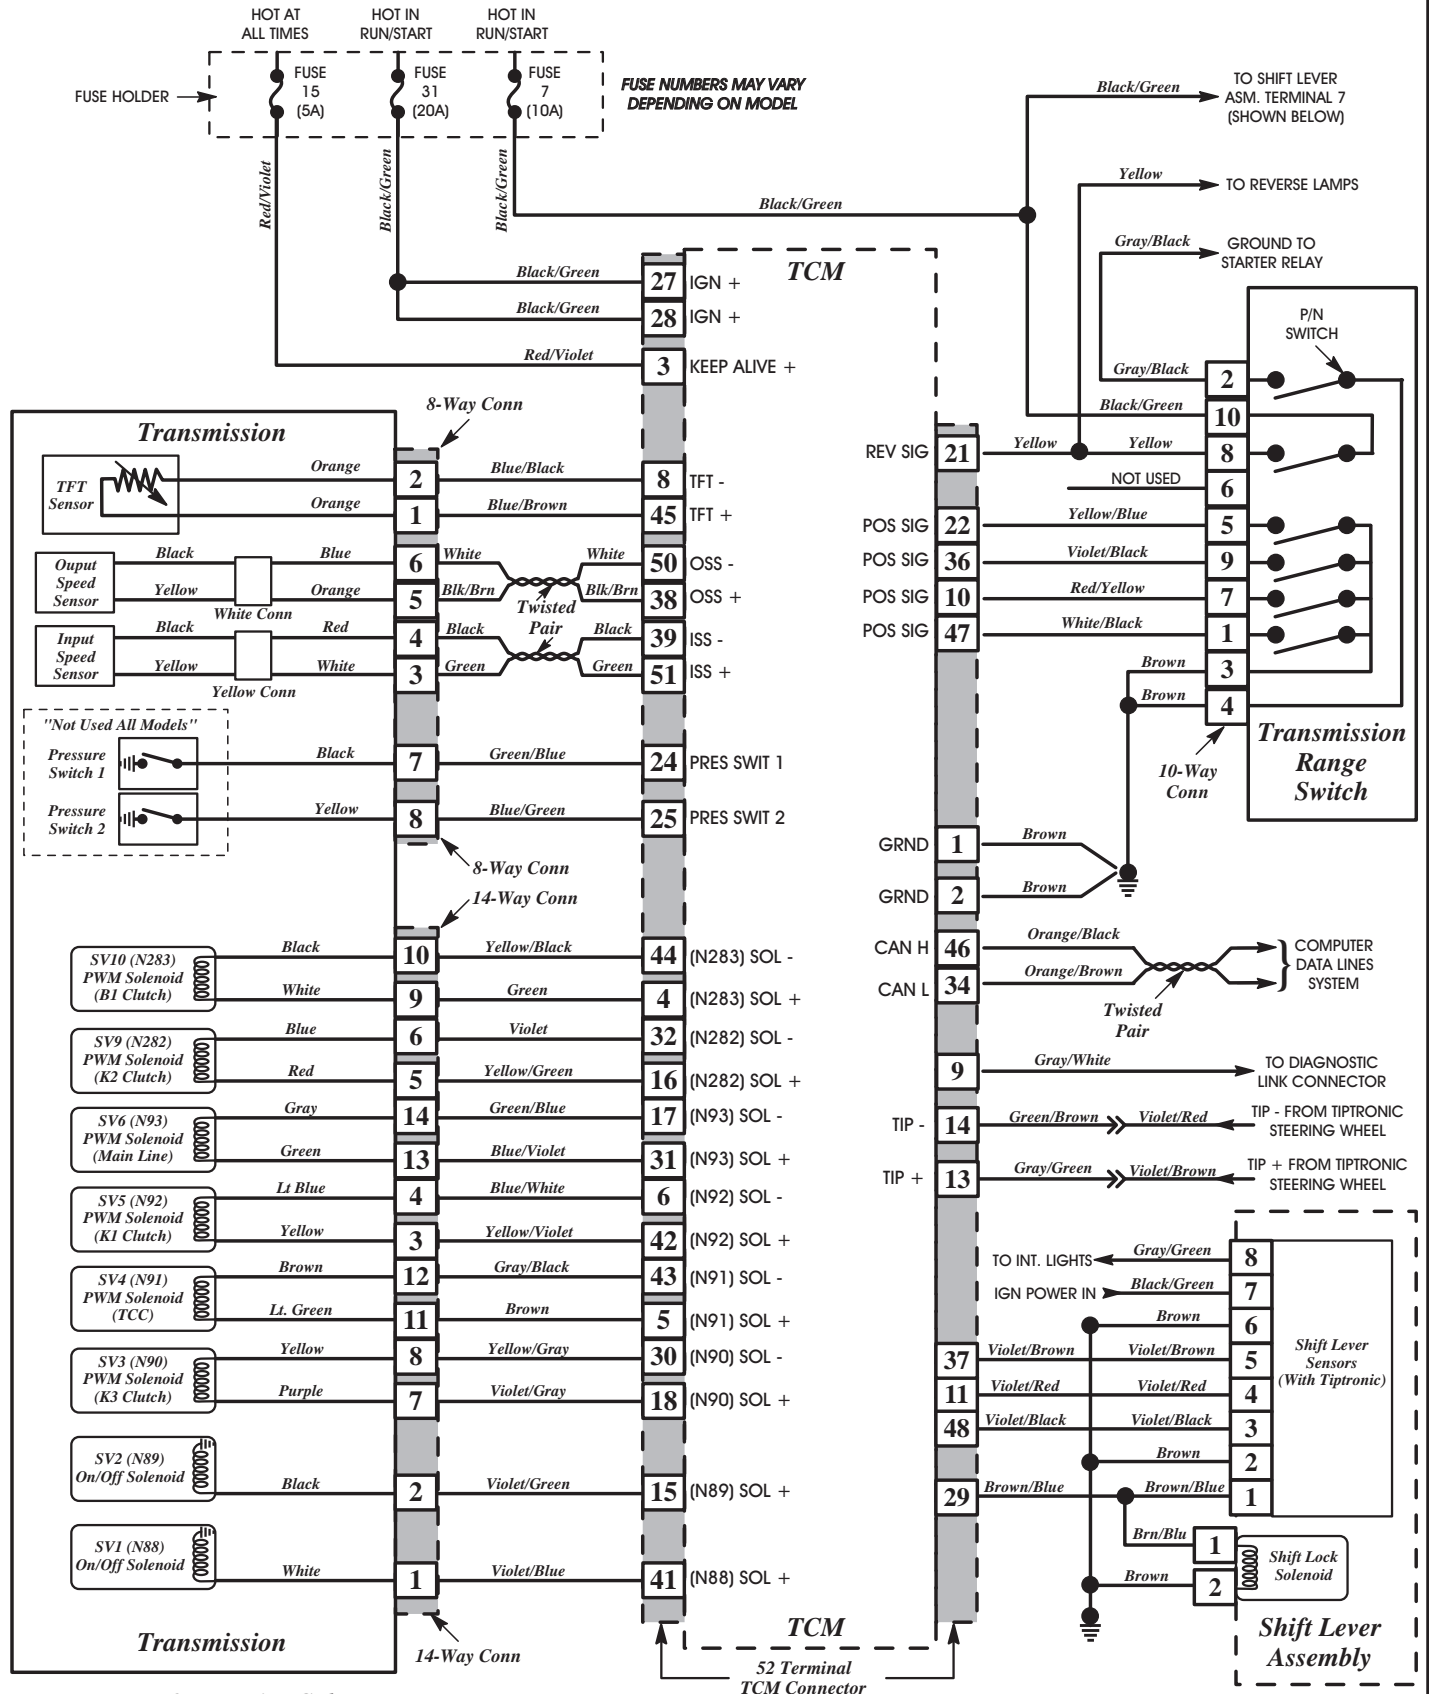 HOT AT
ALL TIMES
HOT IN
RUN/START
HOT IN
RUN/START
FUSE HOLDER
FUSE
15
(5A)
FUSE
31
(20A)
FUSE
7
(10A)
FUSE NUMBERS MAY VARY
DEPENDING ON MODEL
Red/Violet
Black/Green
Black/Green
Black/Green
Black/Green
TO SHIFT LEVER
ASM. TERMINAL 7
(SHOWN BELOW)
Yellow
TO REVERSE LAMPS
Gray/Black
GROUND TO
STARTER RELAY
TCM
Black/Green
27
IGN +
Black/Green
28
IGN +
Red/Violet
3
KEEP ALIVE +
P/N
SWITCH
Gray/Black
2
Black/Green
10
REV SIG
21
Yellow
Yellow
8
NOT USED
6
POS SIG
22
Yellow/Blue
5
POS SIG
36
Violet/Black
9
POS SIG
10
Red/Yellow
7
POS SIG
47
White/Black
1
Brown
3
Brown
4
10-Way
Conn
Transmission
Range
Switch
Transmission
8-Way Conn
TFT
Sensor
Orange
2
Blue/Black
8
TFT -
Orange
1
Blue/Brown
45
TFT +
Ouput
Speed
Sensor
Black
Blue
6
White
White
50
OSS -
Yellow
Orange
5
Blk/Brn
Blk/Brn
38
OSS +
White Conn
Twisted
Pair
Input
Speed
Sensor
Black
Red
4
Black
Black
39
ISS -
Yellow
White
3
Green
Green
51
ISS +
Yellow Conn
"Not Used All Models"
Pressure
Switch 1
Black
7
Green/Blue
24
PRES SWIT 1
Pressure
Switch 2
Yellow
8
Blue/Green
25
PRES SWIT 2
8-Way Conn
14-Way Conn
GRND
1
Brown
GRND
2
Brown
CAN H
46
Orange/Black
CAN L
34
Orange/Brown
Twisted
Pair
COMPUTER
DATA LINES
SYSTEM
9
Gray/White
TO DIAGNOSTIC
LINK CONNECTOR
TIP -
14
Green/Brown
Violet/Red
TIP - FROM TIPTRONIC
STEERING WHEEL
TIP +
13
Gray/Green
Violet/Brown
TIP + FROM TIPTRONIC
STEERING WHEEL
SV10 (N283)
PWM Solenoid
(B1 Clutch)
Black
10
Yellow/Black
44
(N283) SOL -
White
9
Green
4
(N283) SOL +
SV9 (N282)
PWM Solenoid
(K2 Clutch)
Blue
6
Violet
32
(N282) SOL -
Red
5
Yellow/Green
16
(N282) SOL +
SV6 (N93)
PWM Solenoid
(Main Line)
Gray
14
Green/Blue
17
(N93) SOL -
Green
13
Blue/Violet
31
(N93) SOL +
SV5 (N92)
PWM Solenoid
(K1 Clutch)
Lt Blue
4
Blue/White
6
(N92) SOL -
Yellow
3
Yellow/Violet
42
(N92) SOL +
SV4 (N91)
PWM Solenoid
(TCC)
Brown
12
Gray/Black
43
(N91) SOL -
Lt. Green
11
Brown
5
(N91) SOL +
SV3 (N90)
PWM Solenoid
(K3 Clutch)
Yellow
8
Yellow/Gray
30
(N90) SOL -
Purple
7
Violet/Gray
18
(N90) SOL +
SV2 (N89)
On/Off Solenoid
Black
2
Violet/Green
15
(N89) SOL +
SV1 (N88)
On/Off Solenoid
White
1
Violet/Blue
41
(N88) SOL +
Transmission
14-Way Conn
TCM
52 Terminal
TCM Connector
TO INT. LIGHTS
Gray/Green
8
IGN POWER IN
Black/Green
7
Brown
6
37
Violet/Brown
Violet/Brown
5
11
Violet/Red
Violet/Red
4
48
Violet/Black
Violet/Black
3
Brown
2
29
Brown/Blue
Brown/Blue
1
Shift Lever
Sensors
(With Tiptronic)
Brn/Blu
1
Brown
2
Shift Lock
Solenoid
Shift Lever
Assembly